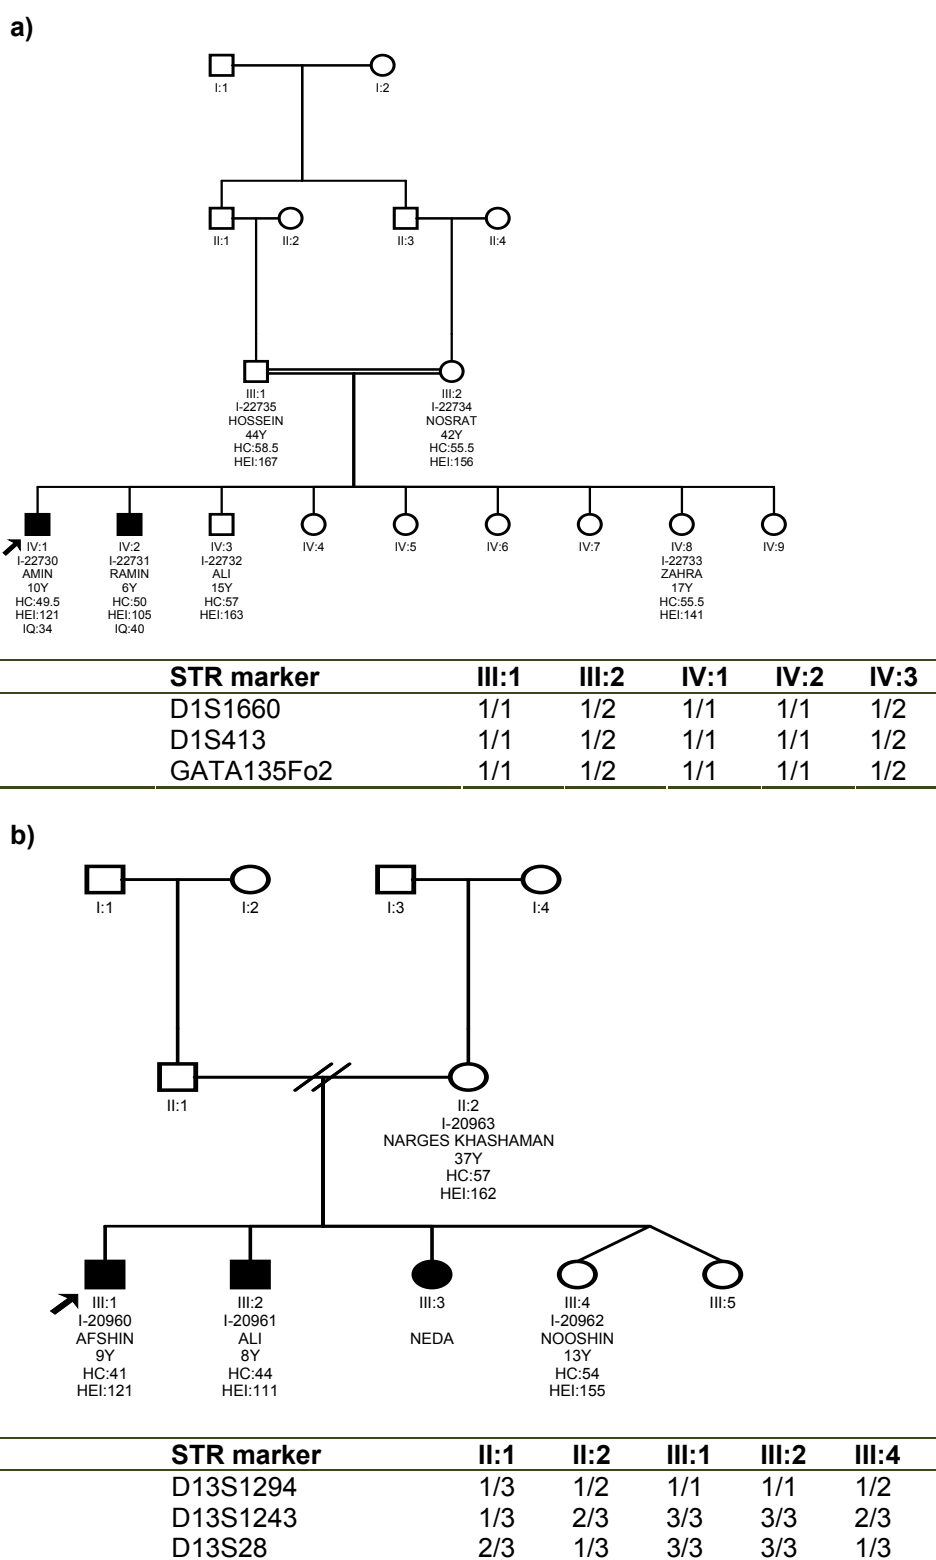 a)
I:1 I:2
II:1 II:2 II:3 II:4
III:1 III:2
I-22735 I-22734
HOSSEIN NOSRAT
44Y 42Y
HC:58.5 HC:55.5
HEI:167 HEI:156
IV:1 IV:2 IV:3 IV:4 IV:5 IV:6 IV:7 IV:8 IV:9
I-22730 I-22731 I-22732 I-22733
AMIN RAMIN ALI ZAHRA
10Y 6Y 15Y 17Y
HC:49.5 HC:50 HC:57 HC:55.5
HEI:121 HEI:105 HEI:163 HEI:141
IQ:34 IQ:40
STR marker III:1 III:2 IV:1 IV:2 IV:3
D1S1660 1/1 1/2 1/1 1/1 1/2
D1S413 1/1 1/2 1/1 1/1 1/2
GATA135Fo2 1/1 1/2 1/1 1/1 1/2
b)
I:1 I:2 I:3 I:4
II:1 II:2
I-20963
NARGES KHASHAMAN
37Y
HC:57
HEI:162
III:1 III:2 III:3 III:4 III:5
I-20960 I-20961 I-20962
AFSHIN ALI NEDA NOOSHIN
9Y 8Y 13Y
HC:41 HC:44 HC:54
HEI:121 HEI:111 HEI:155
STR marker II:1 II:2 III:1 III:2 III:4
D13S1294 1/3 1/2 1/1 1/1 1/2
D13S1243 1/3 2/3 3/3 3/3 2/3
D13S28 2/3 1/3 3/3 3/3 1/3